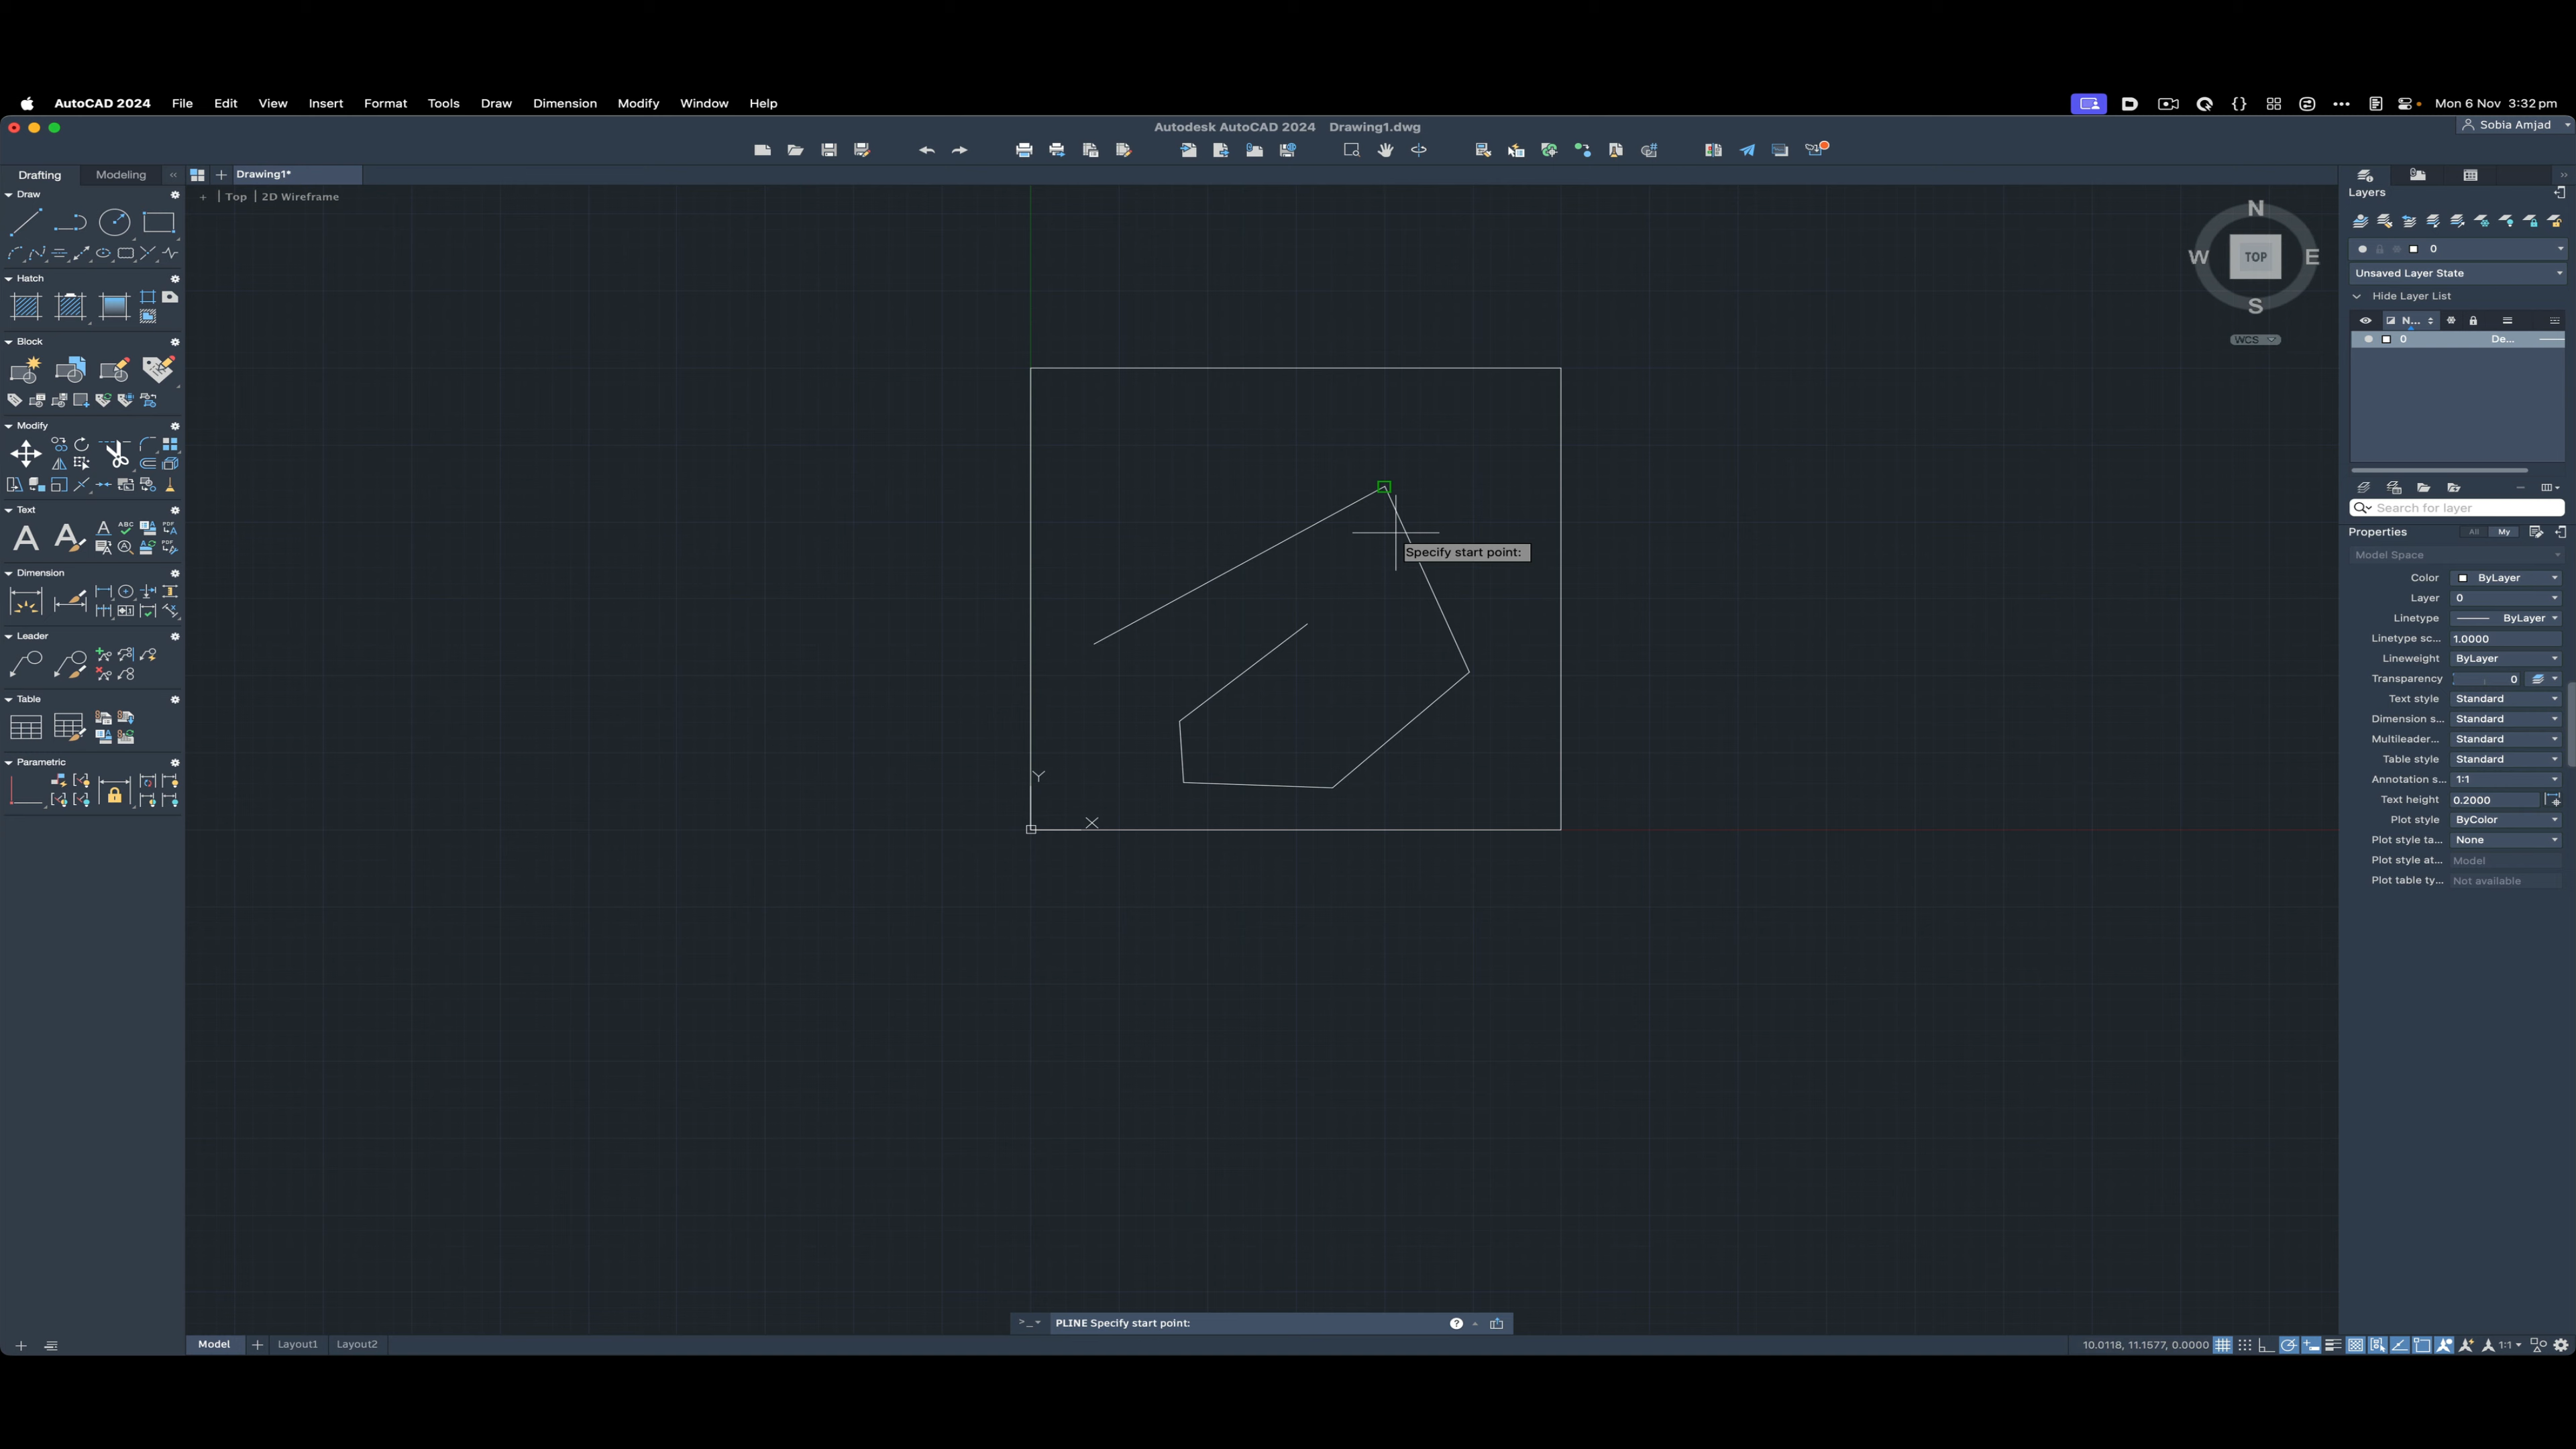 AutoCAD 2024 File Edit View Insert Format Tools Draw Dimension Modify Window Help Mon 6 Nov 3:32 pm
Autodesk AutoCAD 2024 Drawing1.dwg
Sobia Amjad
Drafting Modeling Drawing1*
Draw
+ | Top | 2D Wireframe
Hatch
Block
Modify
Text
Dimension
Leader
Table
Parametric
N
W TOP E
S
WCS
Layers
0
Unsaved Layer State
Hide Layer List
N...
0 De...
Search for layer
Properties All My
Model Space
Color ByLayer
Layer 0
Linetype ByLayer
Linetype sc... 1.0000
Lineweight ByLayer
Transparency 0
Text style Standard
Dimension s... Standard
Multileader... Standard
Table style Standard
Annotation s... 1:1
Text height 0.2000
Plot style ByColor
Plot style ta... None
Plot style at... Model
Plot table ty... Not available
Specify start point:
Y
X
>_ PLINE Specify start point:
Model Layout1 Layout2
10.0118, 11.1577, 0.0000 1:1